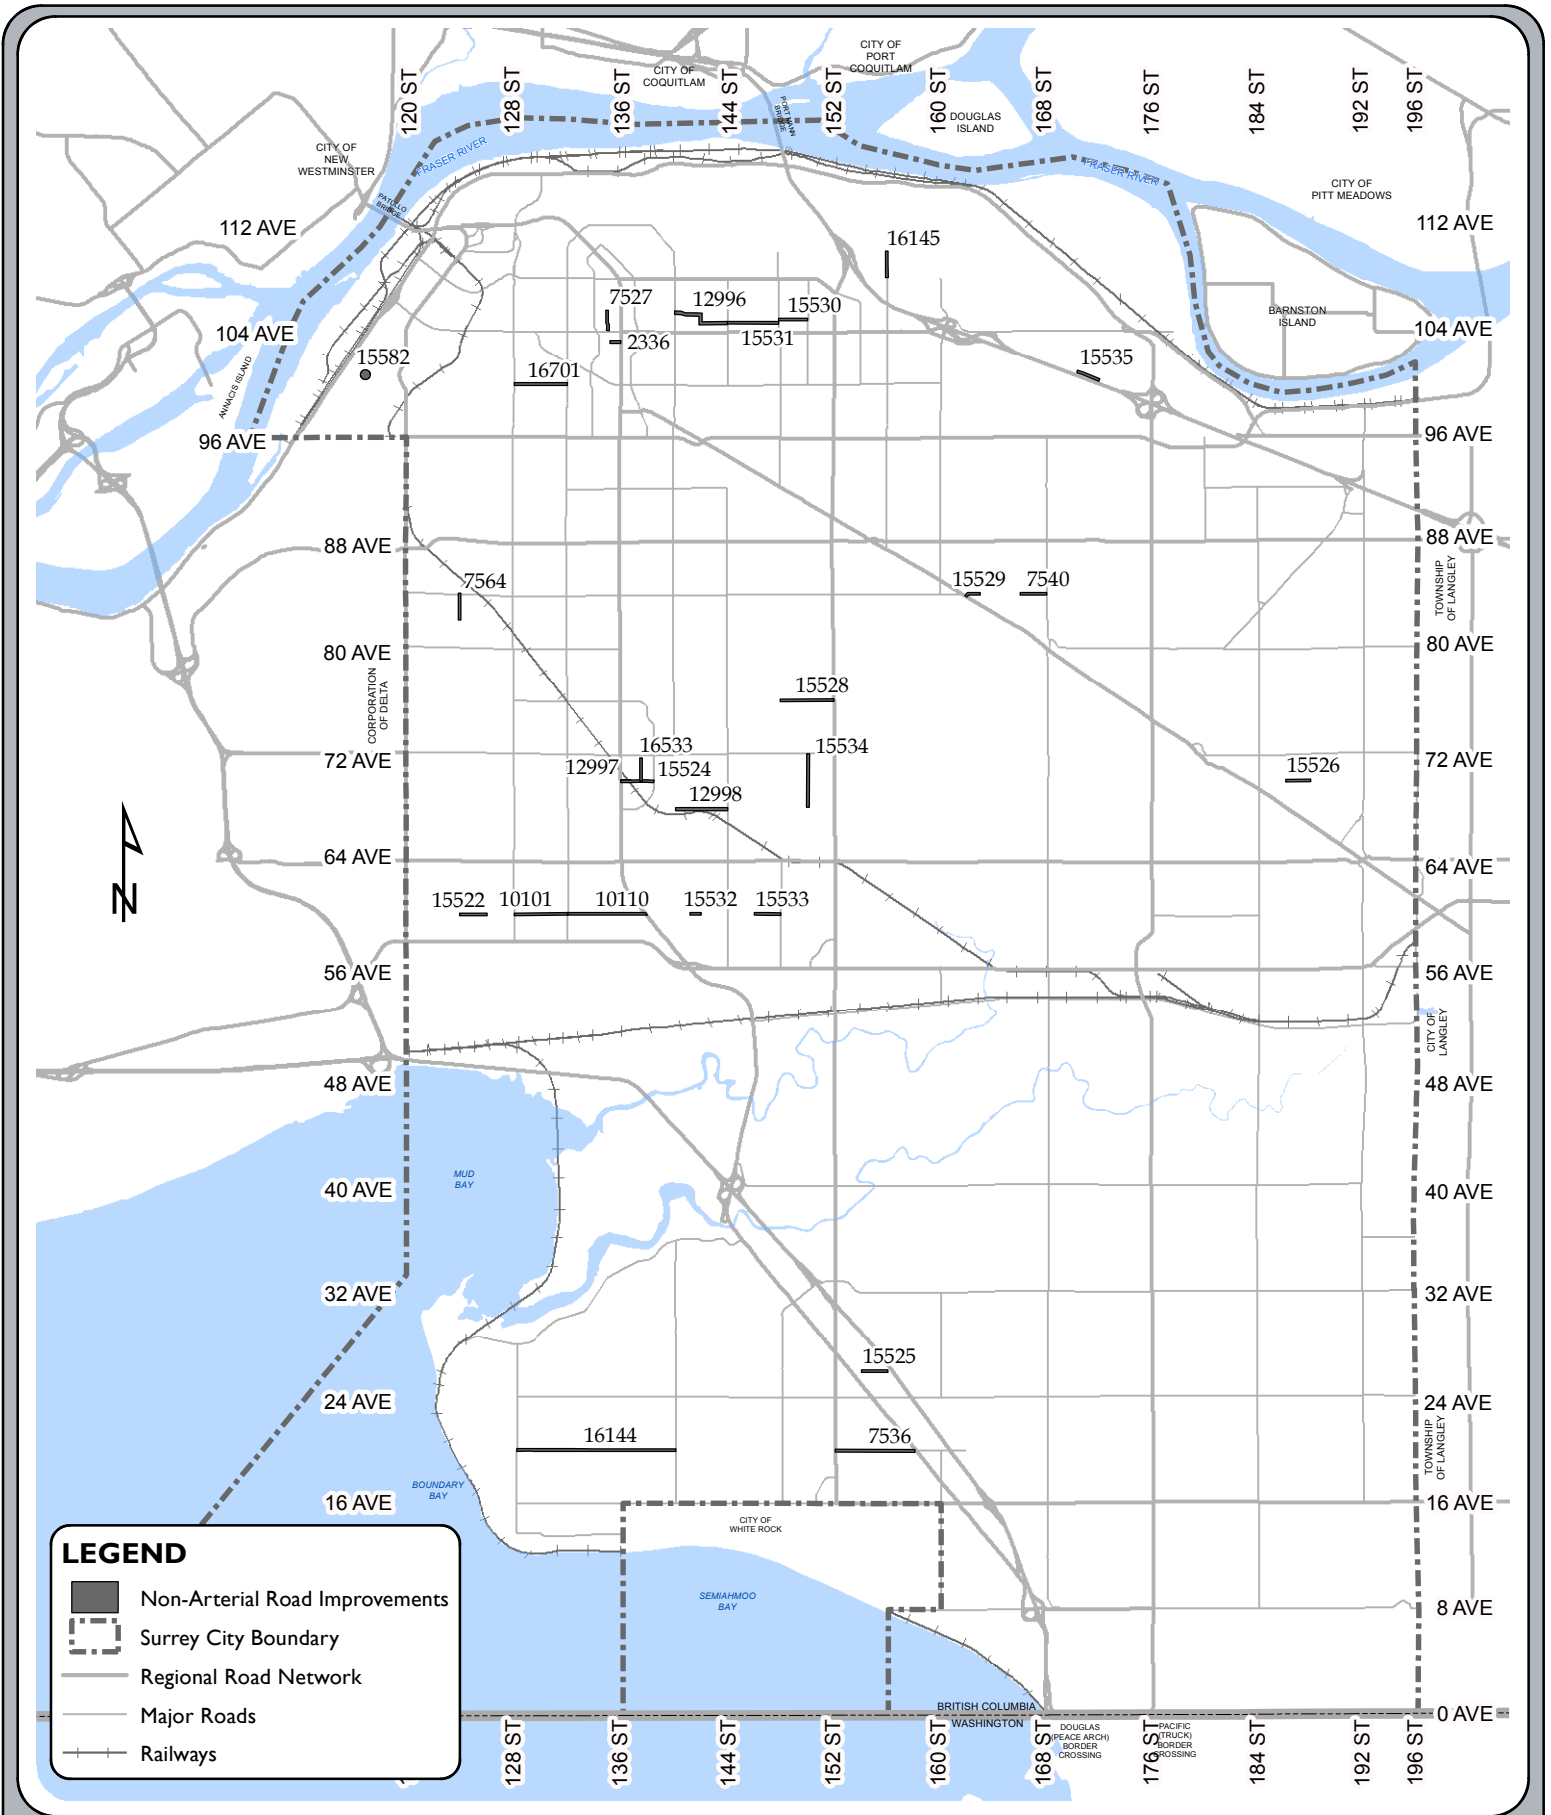 CITY OF
PORT
COQUITLAM
CITY OF
COQUITLAM
120 ST
128 ST
136 ST
144 ST
PORT MANN
BRIDGE
152 ST
160 ST
168 ST
176 ST
184 ST
192 ST
196 ST
DOUGLAS
ISLAND
CITY OF
NEW
WESTMINSTER
FRASER RIVER
FRASER RIVER
CITY OF
PITT MEADOWS
PATULLO
BRIDGE
112 AVE
112 AVE
16145
7527
12996
15530
BARNSTON
ISLAND
104 AVE
104 AVE
2336
15531
15582
15535
16701
ANNACIS ISLAND
96 AVE
96 AVE
88 AVE
88 AVE
7564
15529
7540
TOWNSHIP
OF LANGLEY
80 AVE
80 AVE
CORPORATION
OF DELTA
15528
16533
15534
72 AVE
12997
15524
72 AVE
15526
12998
64 AVE
64 AVE
N
15522
10101
10110
15532
15533
56 AVE
56 AVE
CITY OF
LANGLEY
48 AVE
48 AVE
MUD
BAY
40 AVE
40 AVE
32 AVE
32 AVE
15525
24 AVE
24 AVE
16144
7536
TOWNSHIP
OF LANGLEY
BOUNDARY
BAY
16 AVE
16 AVE
CITY OF
WHITE ROCK
LEGEND
Non-Arterial Road Improvements
Surrey City Boundary
Regional Road Network
Major Roads
Railways
SEMIAHMOO
BAY
8 AVE
BRITISH COLUMBIA
WASHINGTON
0 AVE
128 ST
136 ST
144 ST
152 ST
160 ST
168 ST
DOUGLAS
(PEACE ARCH)
BORDER
CROSSING
176 ST
PACIFIC
(TRUCK)
BORDER
CROSSING
184 ST
192 ST
196 ST